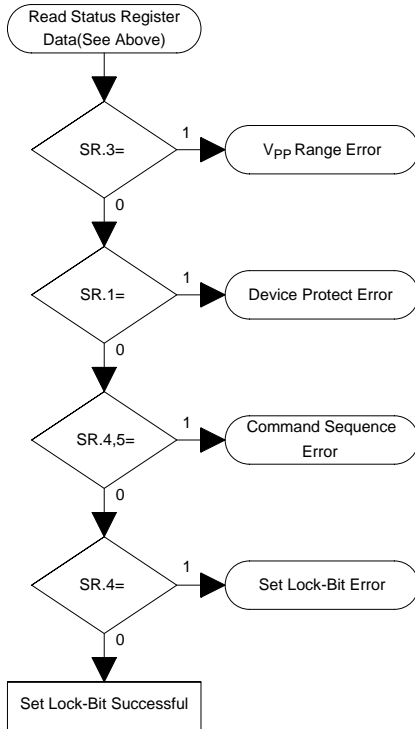 Read Status Register
Data(See Above)
SR.3=
1
VPP Range Error
0
SR.1=
1
Device Protect Error
0
SR.4,5=
1
Command Sequence
Error
0
SR.4=
1
Set Lock-Bit Error
0
Set Lock-Bit Successful